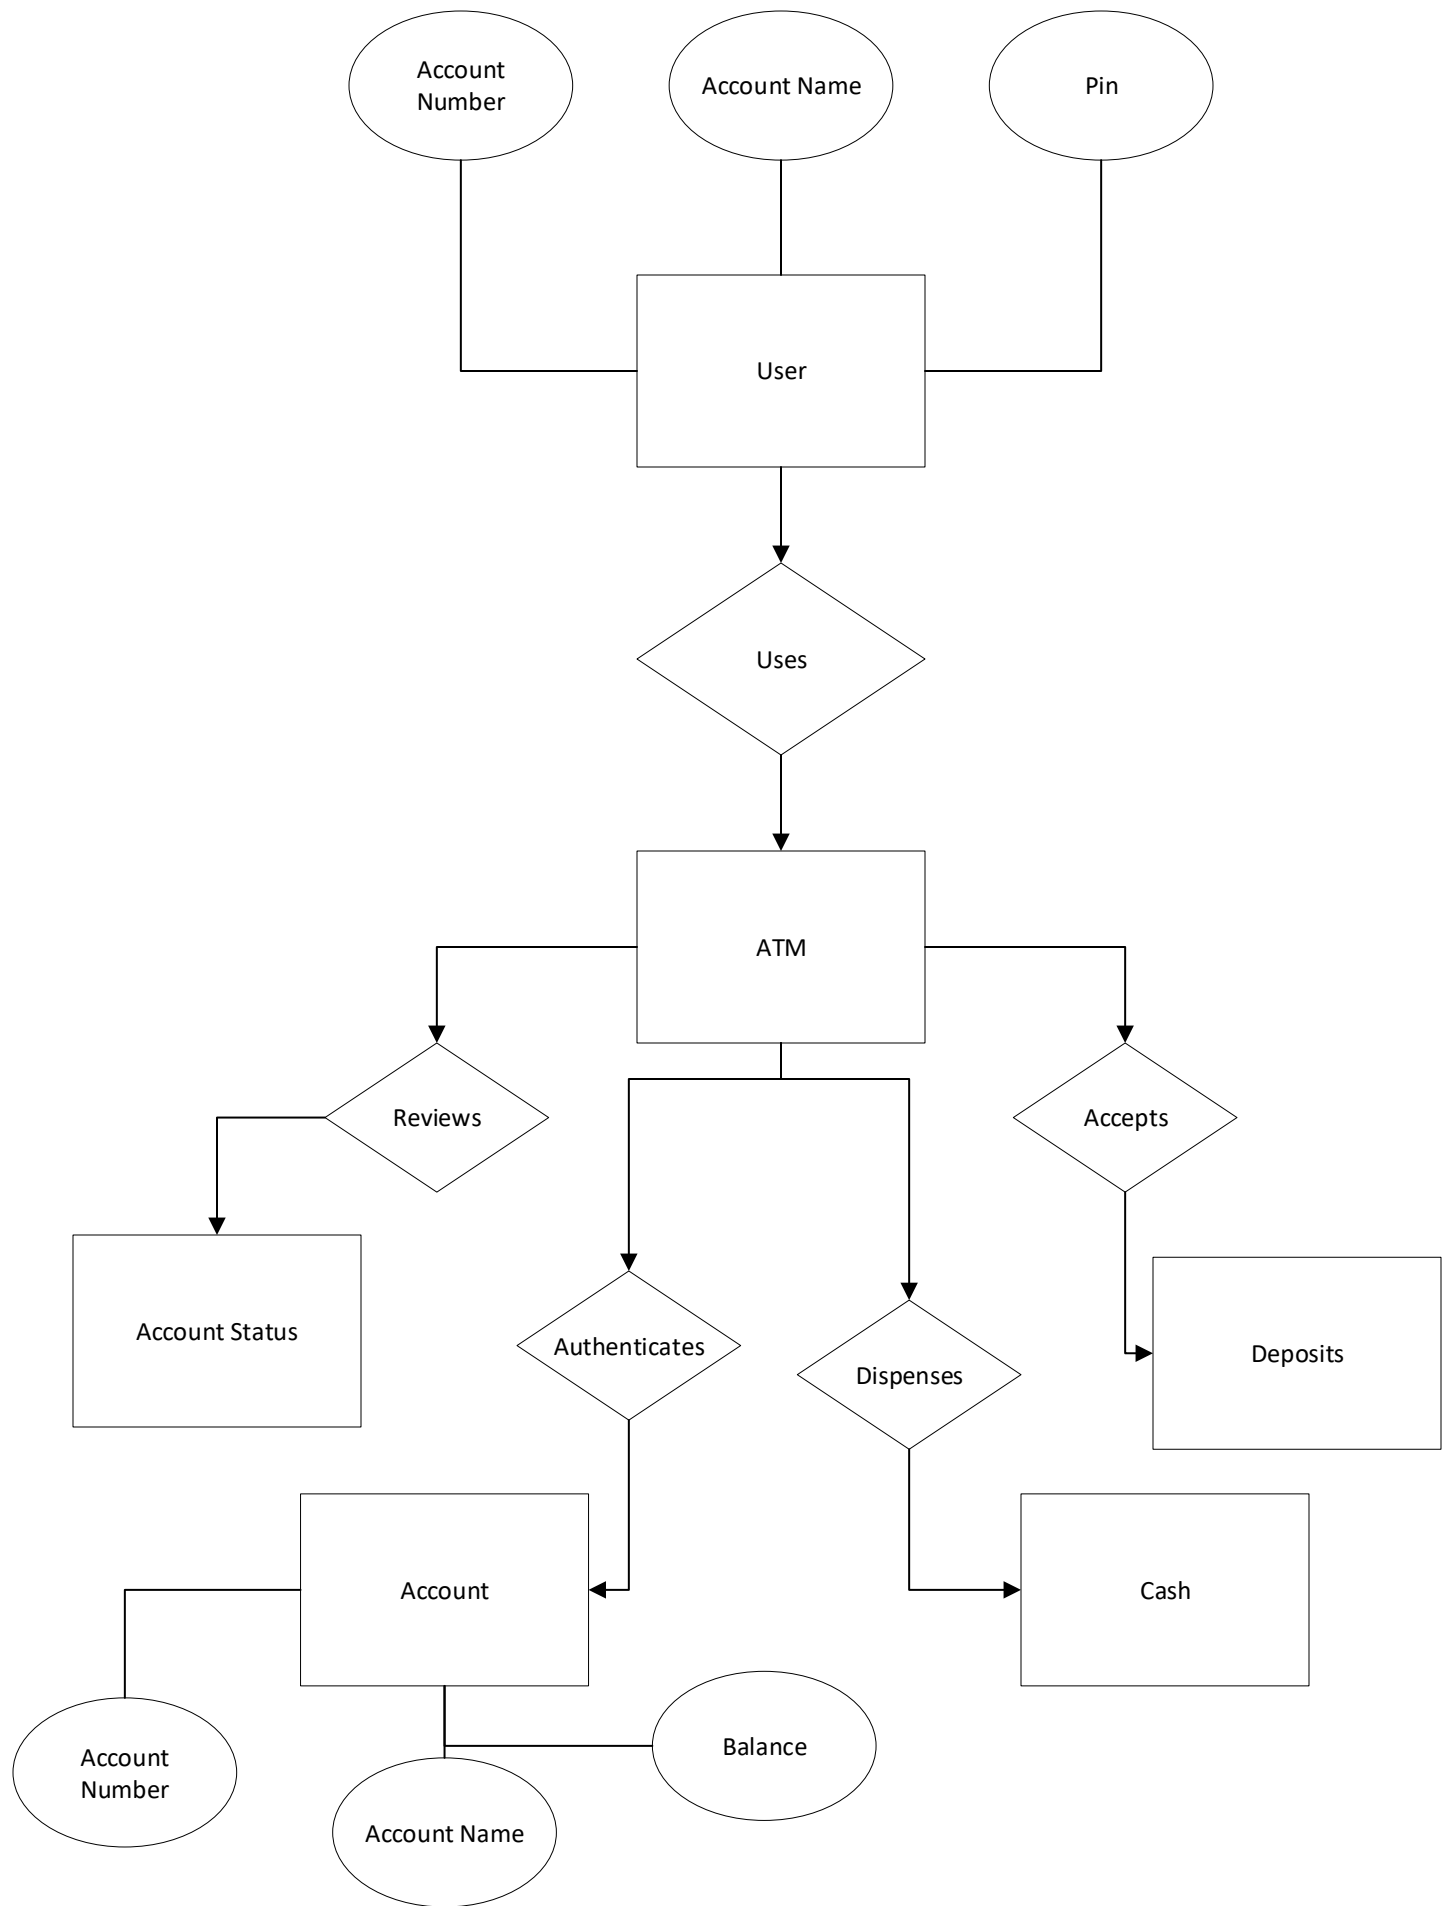 Account
Number
Account Name
Pin
User
Uses
ATM
Reviews
Accepts
Account Status
Authenticates
Dispenses
Deposits
Account
Cash
Account
Number
Balance
Account Name